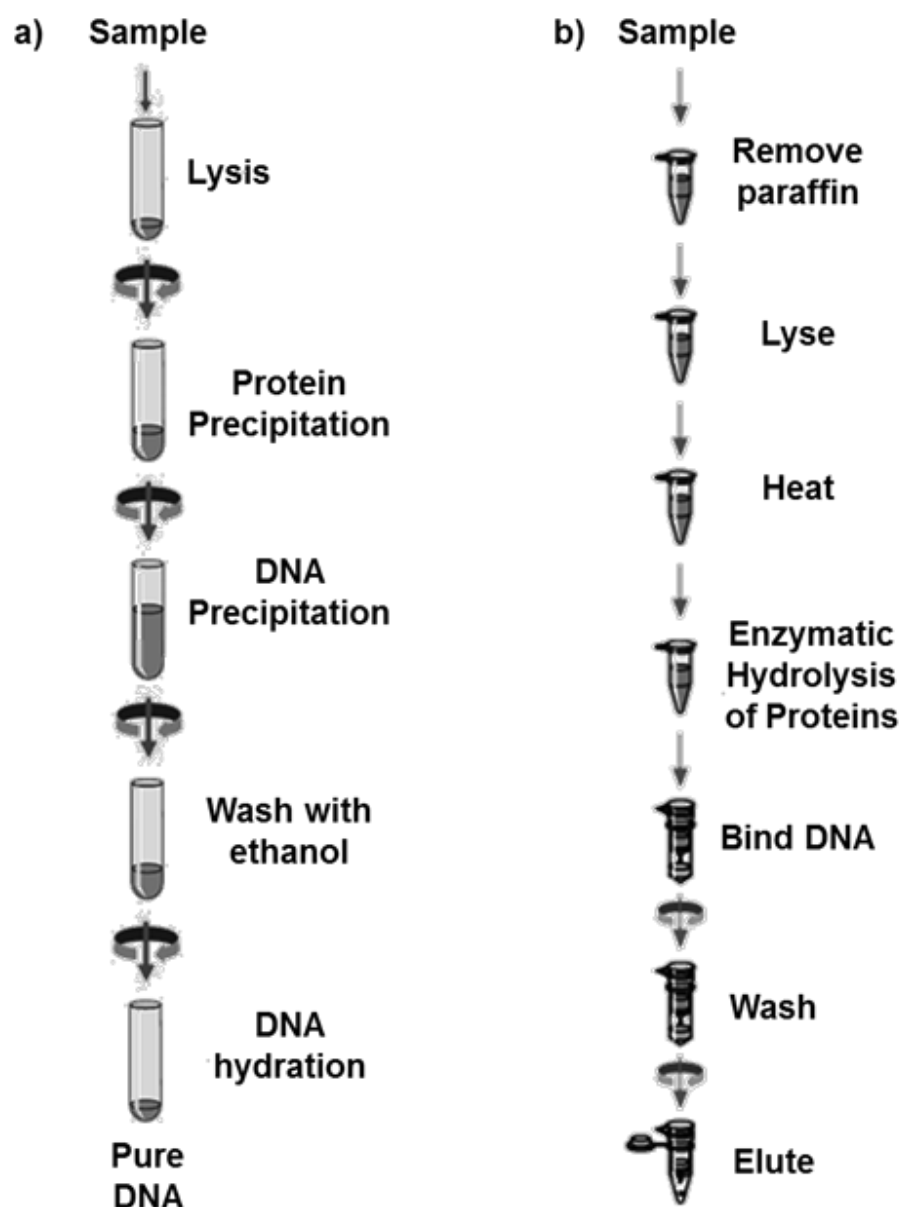 a) Sample
Lysis
Protein
Precipitation
DNA
Precipitation
Wash with
ethanol
DNA
hydration
Pure
DNA
b) Sample
Remove
paraffin
Lyse
Heat
Enzymatic
Hydrolysis
of Proteins
Bind DNA
Wash
Elute